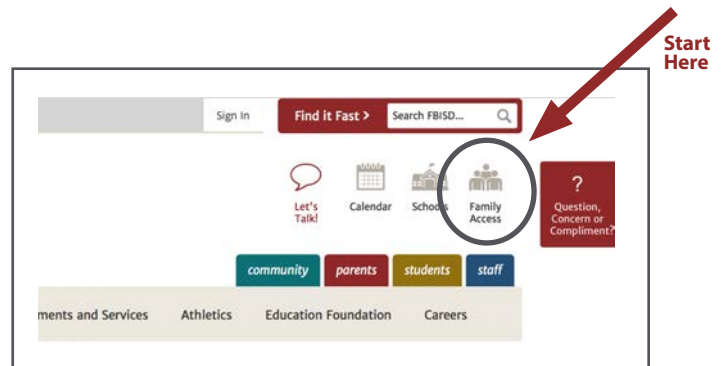 Start
Here
Sign In
Find it Fast >
Search FBISD...
Let's
Talk!
Calendar
Schools
Family
Access
?
Question,
Concern or
Compliment?
community
parents
students
staff
ments and Services
Athletics
Education Foundation
Careers